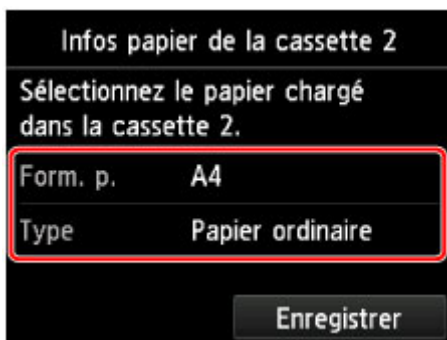 Infos papier de la cassette 2
Sélectionnez le papier chargé
dans la cassette 2.
Form. p. A4
Type Papier ordinaire
Enregistrer